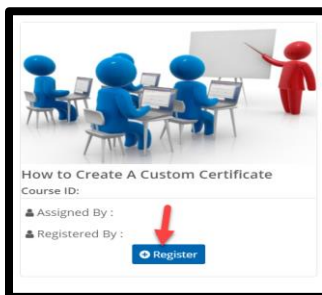 How to Create A Custom Certificate
Course ID:
Assigned By :
Registered By :
Register